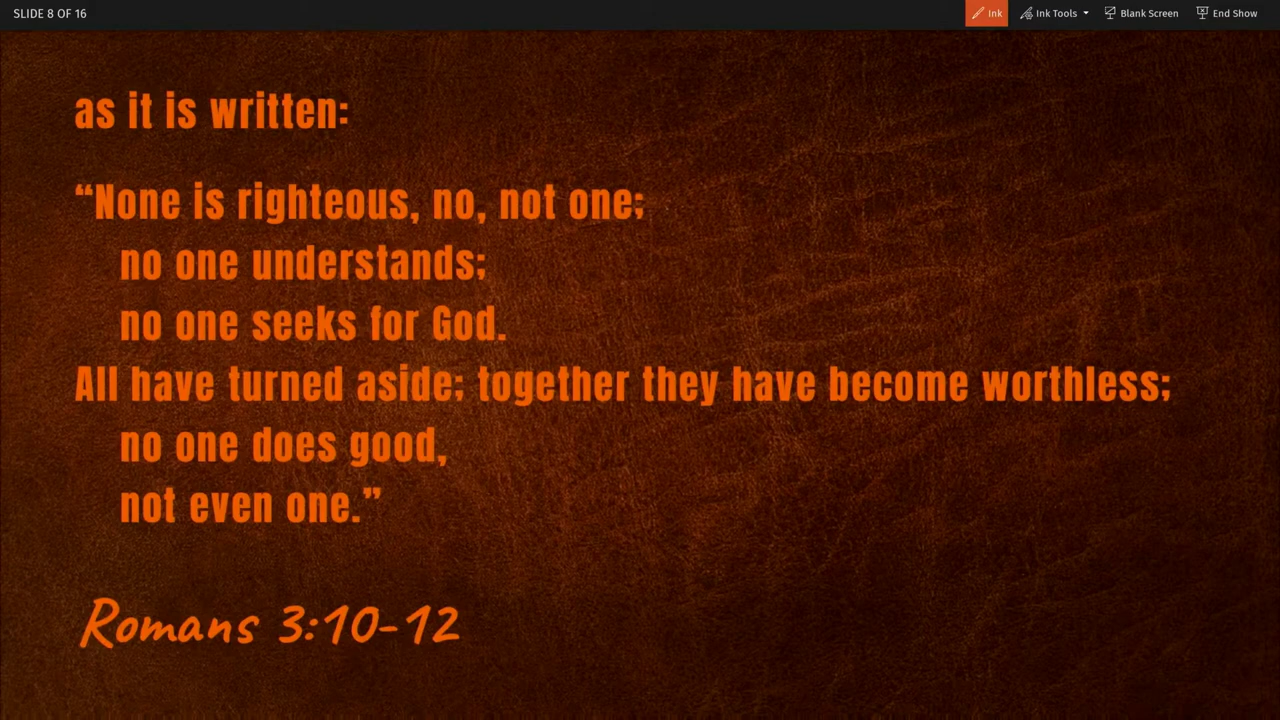 SLIDE 8 OF 16 Ink Ink Tools Blank Screen End Show
as it is written:
“None is righteous, no, not one;
no one understands;
no one seeks for God.
All have turned aside; together they have become worthless;
no one does good,
not even one.”
Romans 3:10-12